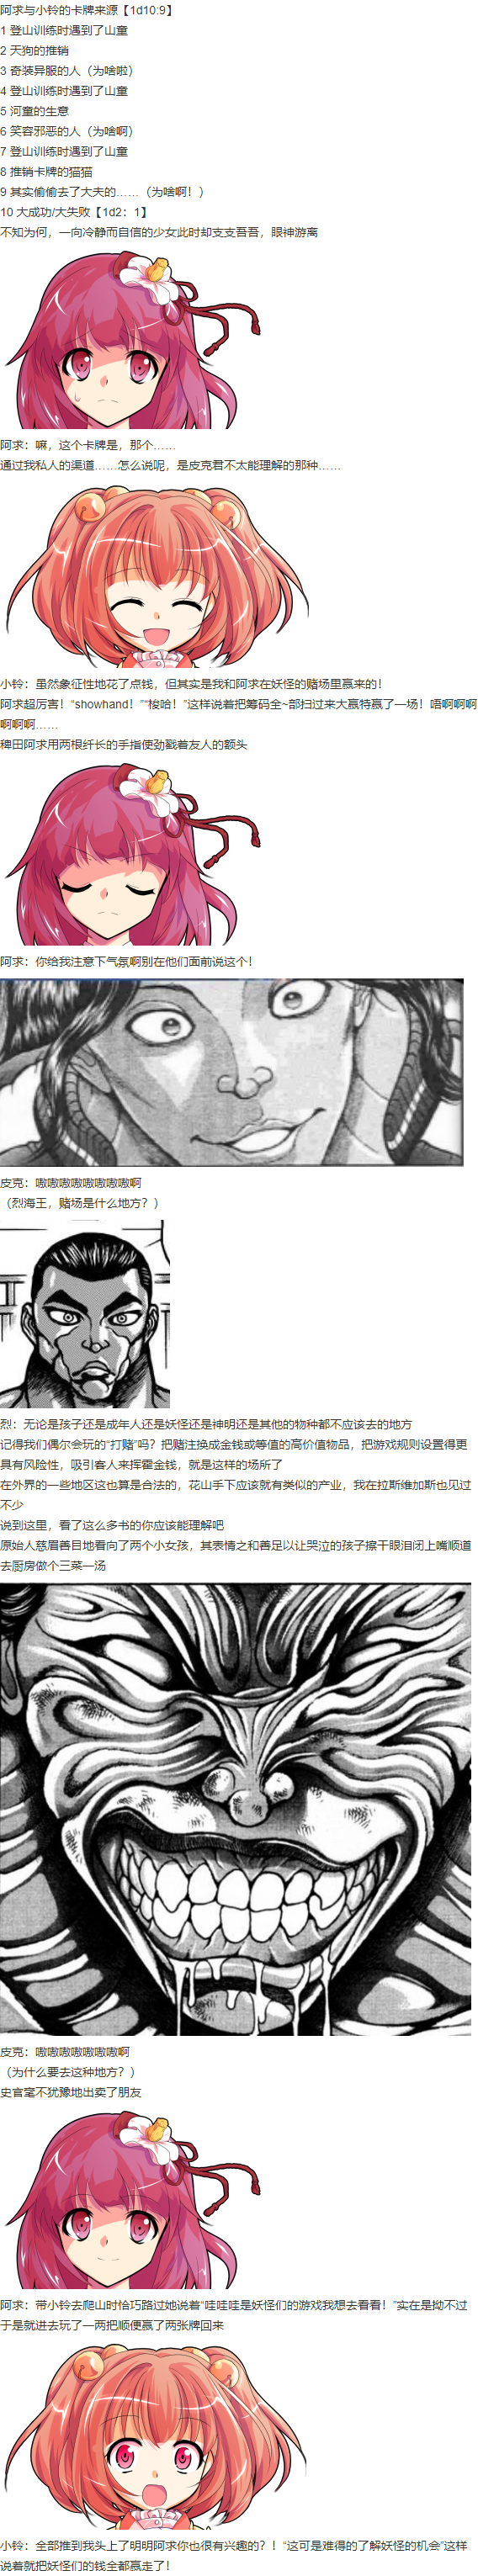 阿求与小铃的卡牌来源【1d10:9】
1 登山训练时遇到了山童
2 天狗的推销
3 奇装异服的人（为啥啦）
4 登山训练时遇到了山童
5 河童的生意
6 笑容邪恶的人（为啥啊）
7 登山训练时遇到了山童
8 推销卡牌的猫猫
9 其实偷偷去了大夫的……（为啥啊！）
10 大成功/大失败【1d2：1】
不知为何，一向冷静而自信的少女此时却支支吾吾，眼神游离
阿求：嘛，这个卡牌是，那个……
通过我私人的渠道……怎么说呢，是皮克君不太能理解的那种……
小铃：虽然象征性地花了点钱，但其实是我和阿求在妖怪的赌场里赢来的！
阿求超厉害！“showhand！”“梭哈！”这样说着把筹码全~部扫过来大赢特赢了一场！唔啊啊啊
啊啊啊……
稗田阿求用两根纤长的手指使劲戳着友人的额头
阿求：你给我注意下气氛啊别在他们面前说这个！
皮克：嗷嗷嗷嗷嗷嗷嗷嗷啊
（烈海王，赌场是什么地方？）
烈：无论是孩子还是成年人还是妖怪还是神明还是其他的物种都不应该去的地方
记得我们偶尔会玩的“打赌”吗？把赌注换成金钱或等值的高价值物品，把游戏规则设置得更
具有风险性，吸引客人来挥霍金钱，就是这样的场所了
在外界的一些地区这也算是合法的，花山手下应该就有类似的产业，我在拉斯维加斯也见过
不少
说到这里，看了这么多书的你应该能理解吧
原始人慈眉善目地看向了两个小女孩，其表情之和善足以让哭泣的孩子擦干眼泪闭上嘴顺道
去厨房做个三菜一汤
皮克：嗷嗷嗷嗷嗷嗷嗷啊
（为什么要去这种地方？）
史官毫不犹豫地出卖了朋友
阿求：带小铃去爬山时恰巧路过她说着“哇哇哇是妖怪们的游戏我想去看看！”实在是拗不过
于是就进去玩了一两把顺便赢了两张牌回来
小铃：全部推到我头上了明明阿求你也很有兴趣的？！“这可是难得的了解妖怪的机会”这样
说着就把妖怪们的钱全都赢走了！